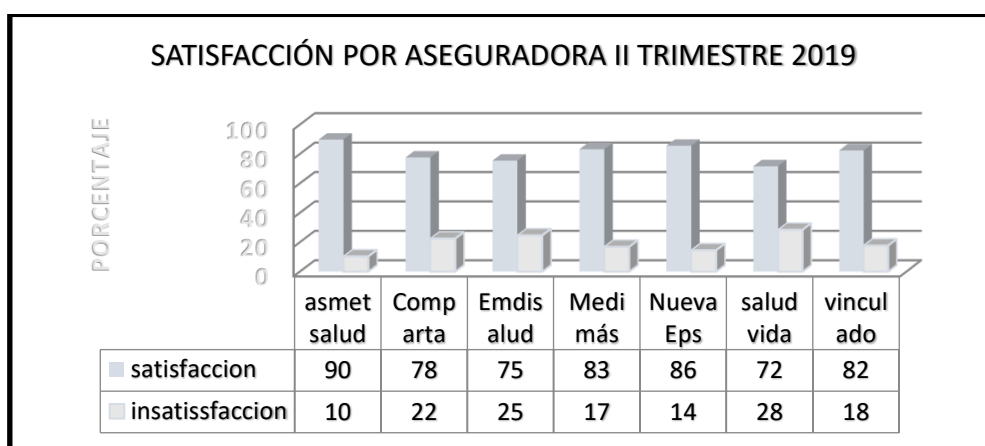 SATISFACCIÓN POR ASEGURADORA II TRIMESTRE 2019
PORCENTAJE
100
80
60
40
20
0
asmet Comp Emdis Medi Nueva salud vincul
salud arta alud más Eps vida ado
satisfaccion 90 78 75 83 86 72 82
insatissfaccion 10 22 25 17 14 28 18